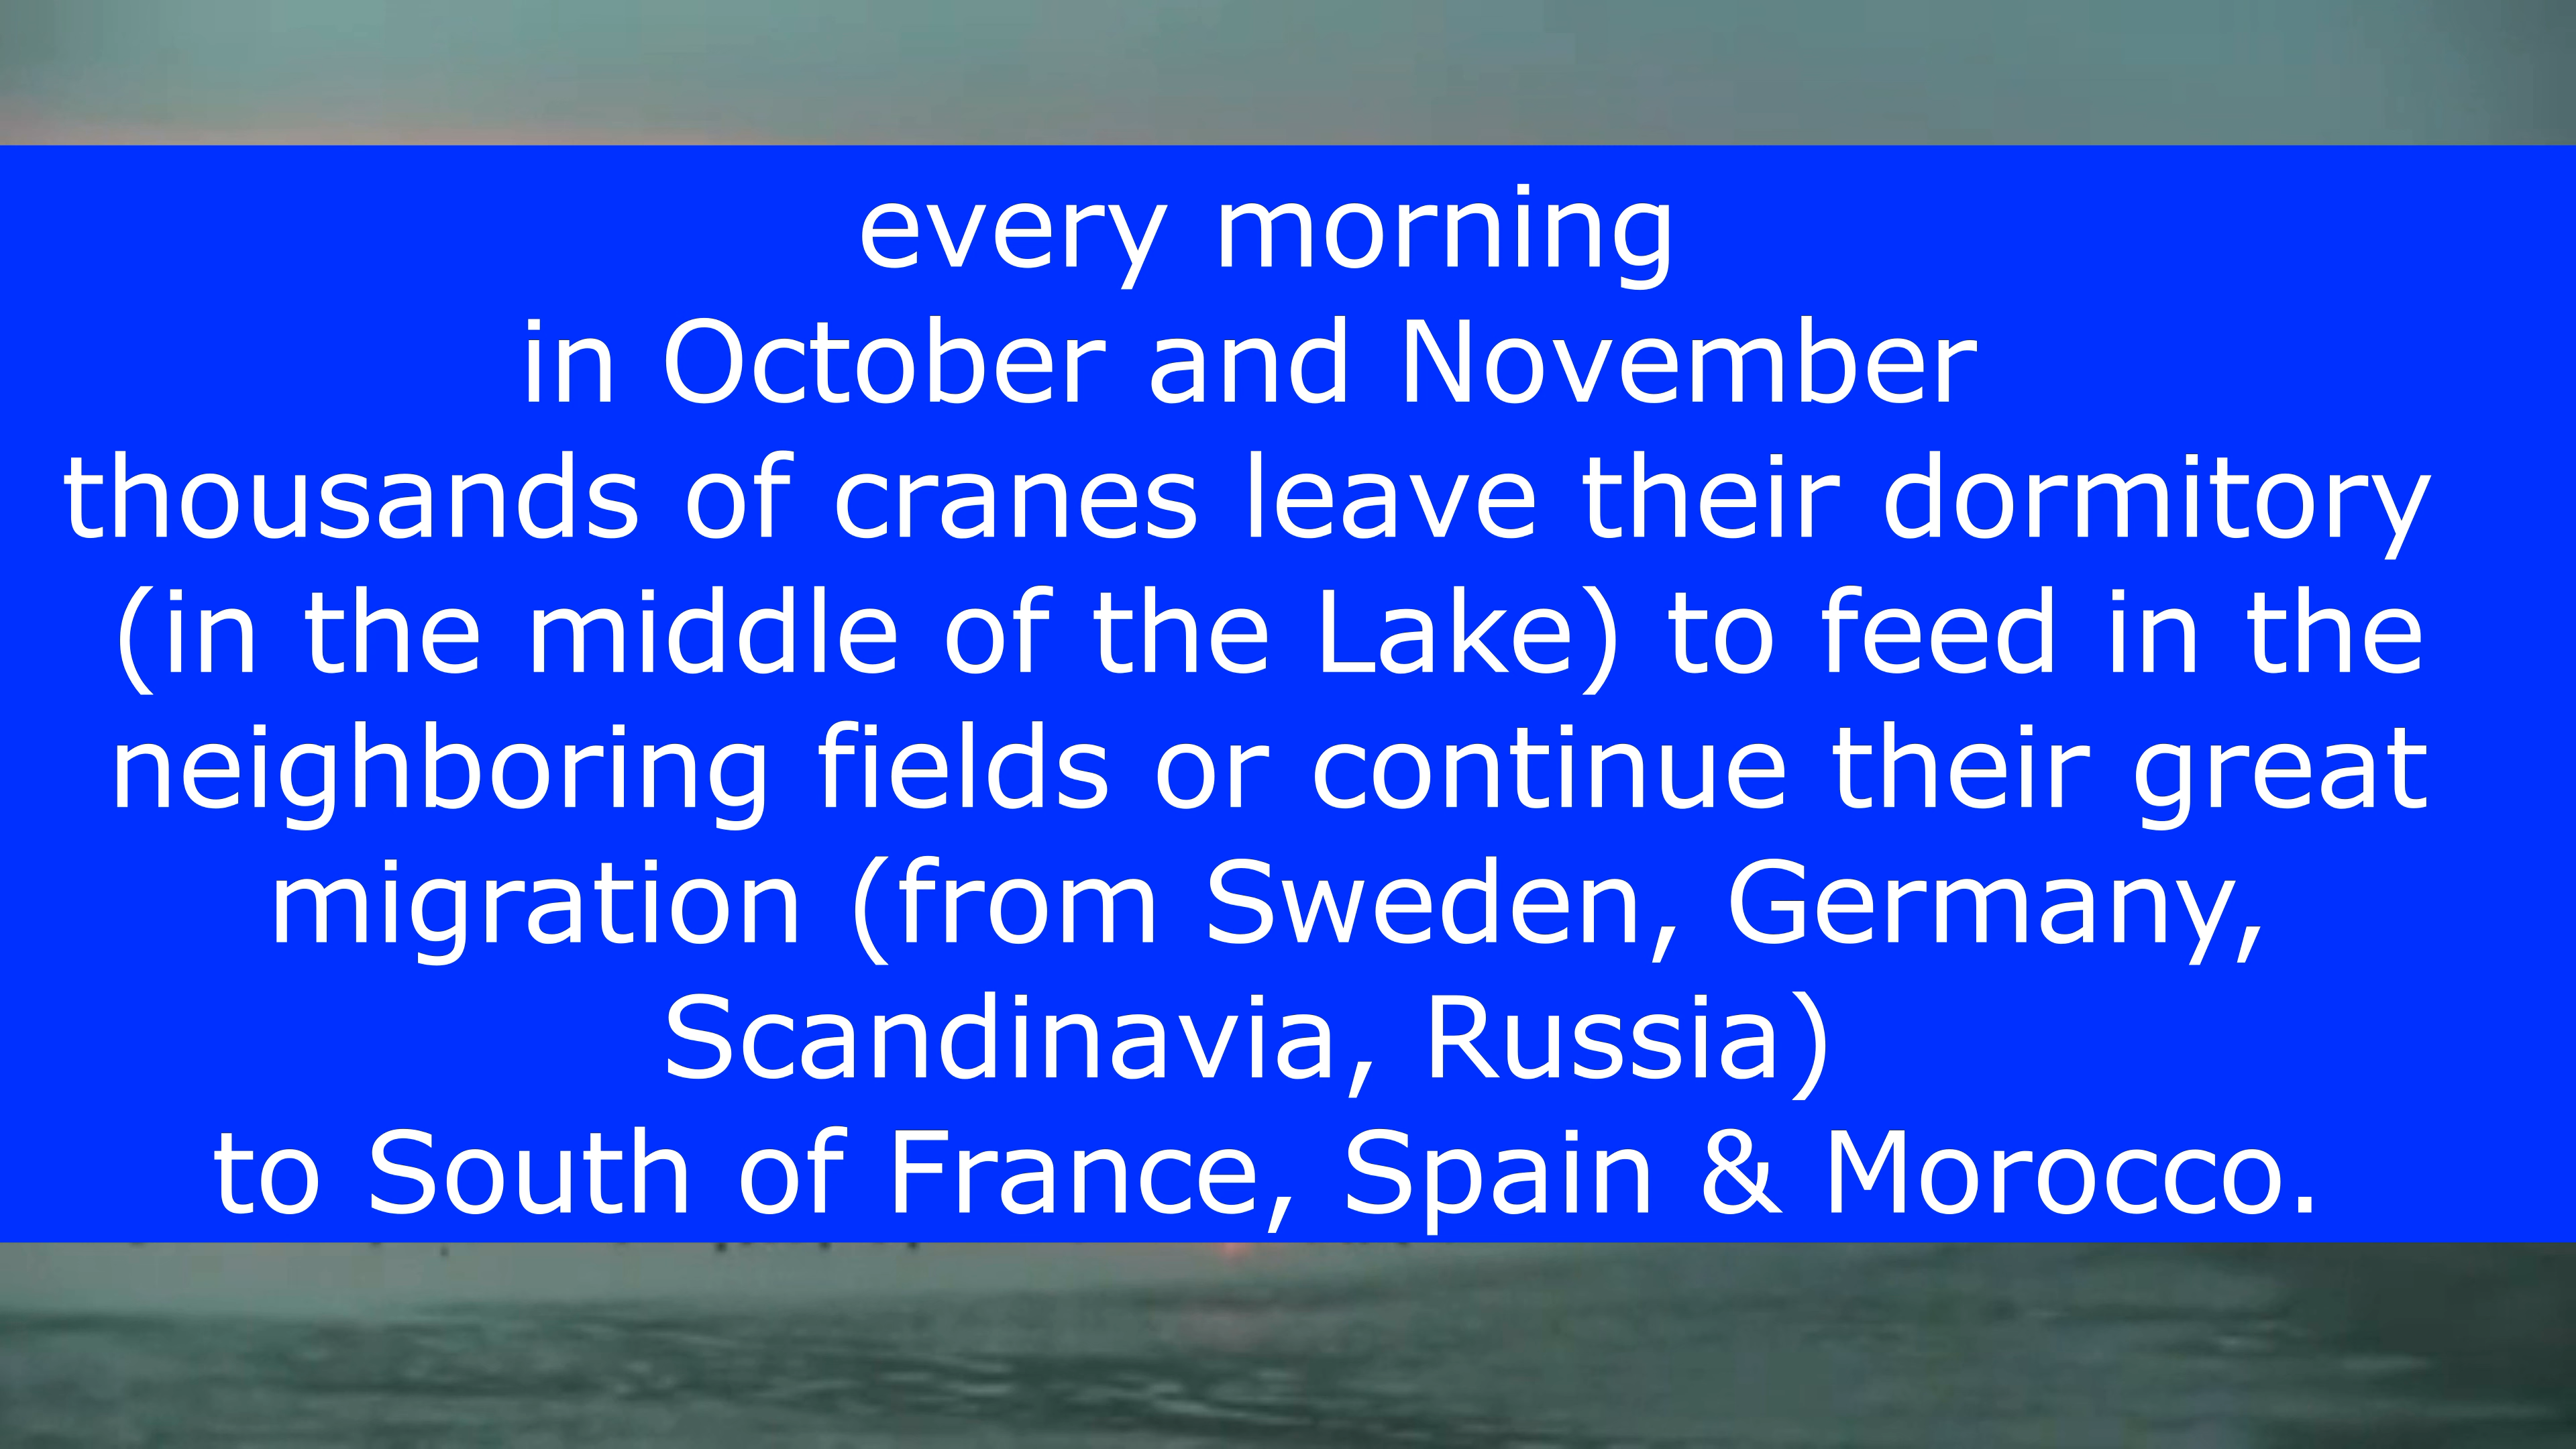 every morning
in October and November
thousands of cranes leave their dormitory
(in the middle of the Lake) to feed in the
neighboring fields or continue their great
migration (from Sweden, Germany,
Scandinavia, Russia)
to South of France, Spain & Morocco.